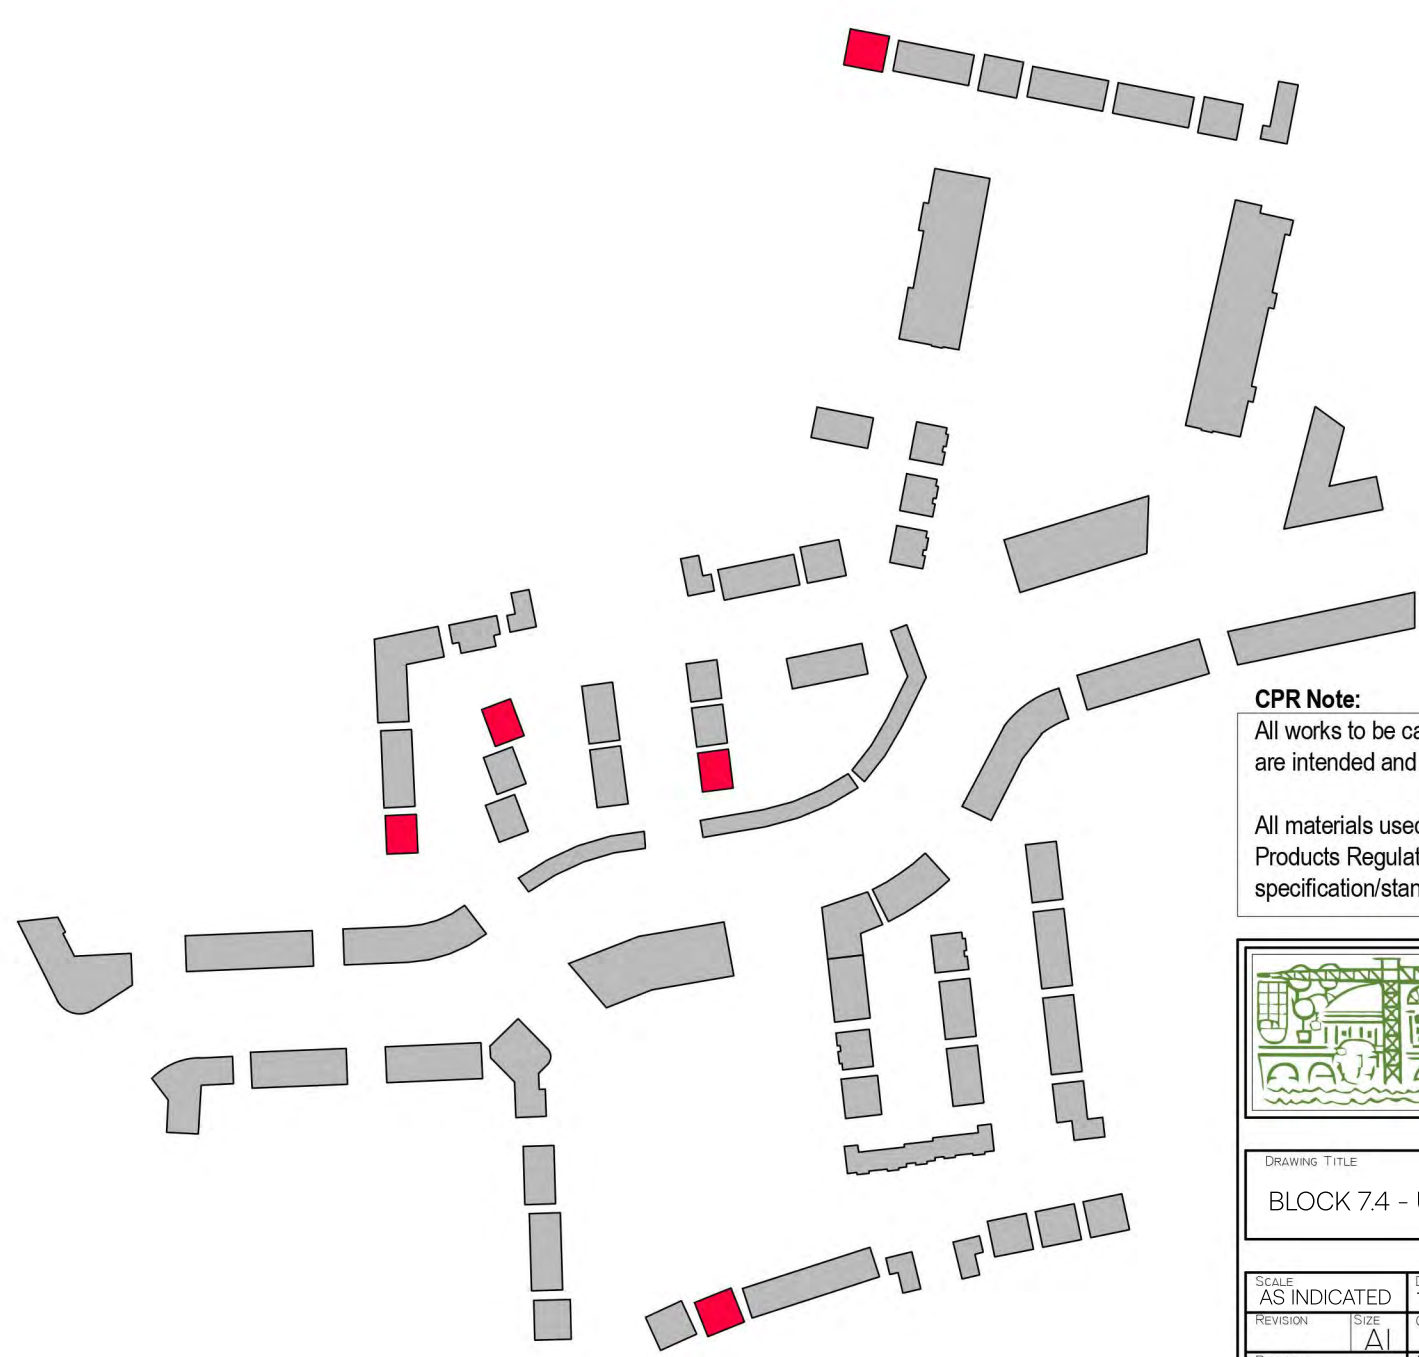 CPR Note:
All works to be ca
are intended and
All materials used
Products Regulat
specification/stan
DRAWING TITLE
BLOCK 7.4 -
SCALE
AS INDICATED
REVISION
SIZE
A1